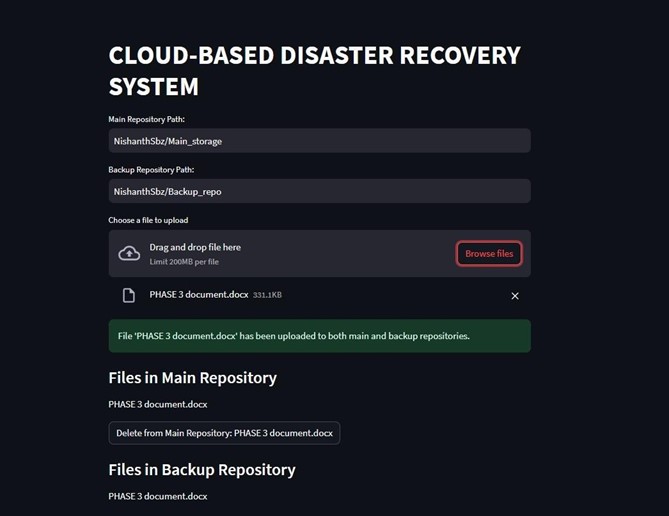 CLOUD-BASED DISASTER RECOVERY
SYSTEM
Main Repository Path:
NishanthSbz/Main_storage
Backup Repository Path:
NishanthSbz/Backup_repo
Choose a file to upload
Drag and drop file here
Limit 200MB per file
Browse files
PHASE 3 document.docx 331.1KB
File 'PHASE 3 document.docx' has been uploaded to both main and backup repositories.
Files in Main Repository
PHASE 3 document.docx
Delete from Main Repository: PHASE 3 document.docx
Files in Backup Repository
PHASE 3 document.docx